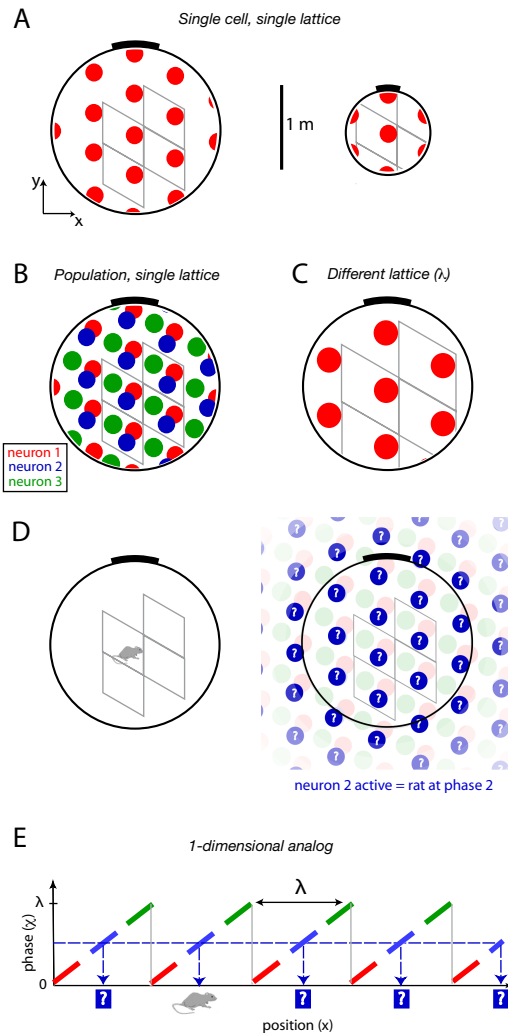 A
Single cell, single lattice
1 m
y
x
B
Population, single lattice
C
Different lattice (λ)
neuron 1
neuron 2
neuron 3
D
? ? ? ? ? ? ? ? ? ? ? ? ? ? ? ? ? ? ? ? ? ? ? ? ? ? ? ?
neuron 2 active = rat at phase 2
E
1-dimensional analog
λ
λ
phase (χ)
0
? ? ? ?
position (x)